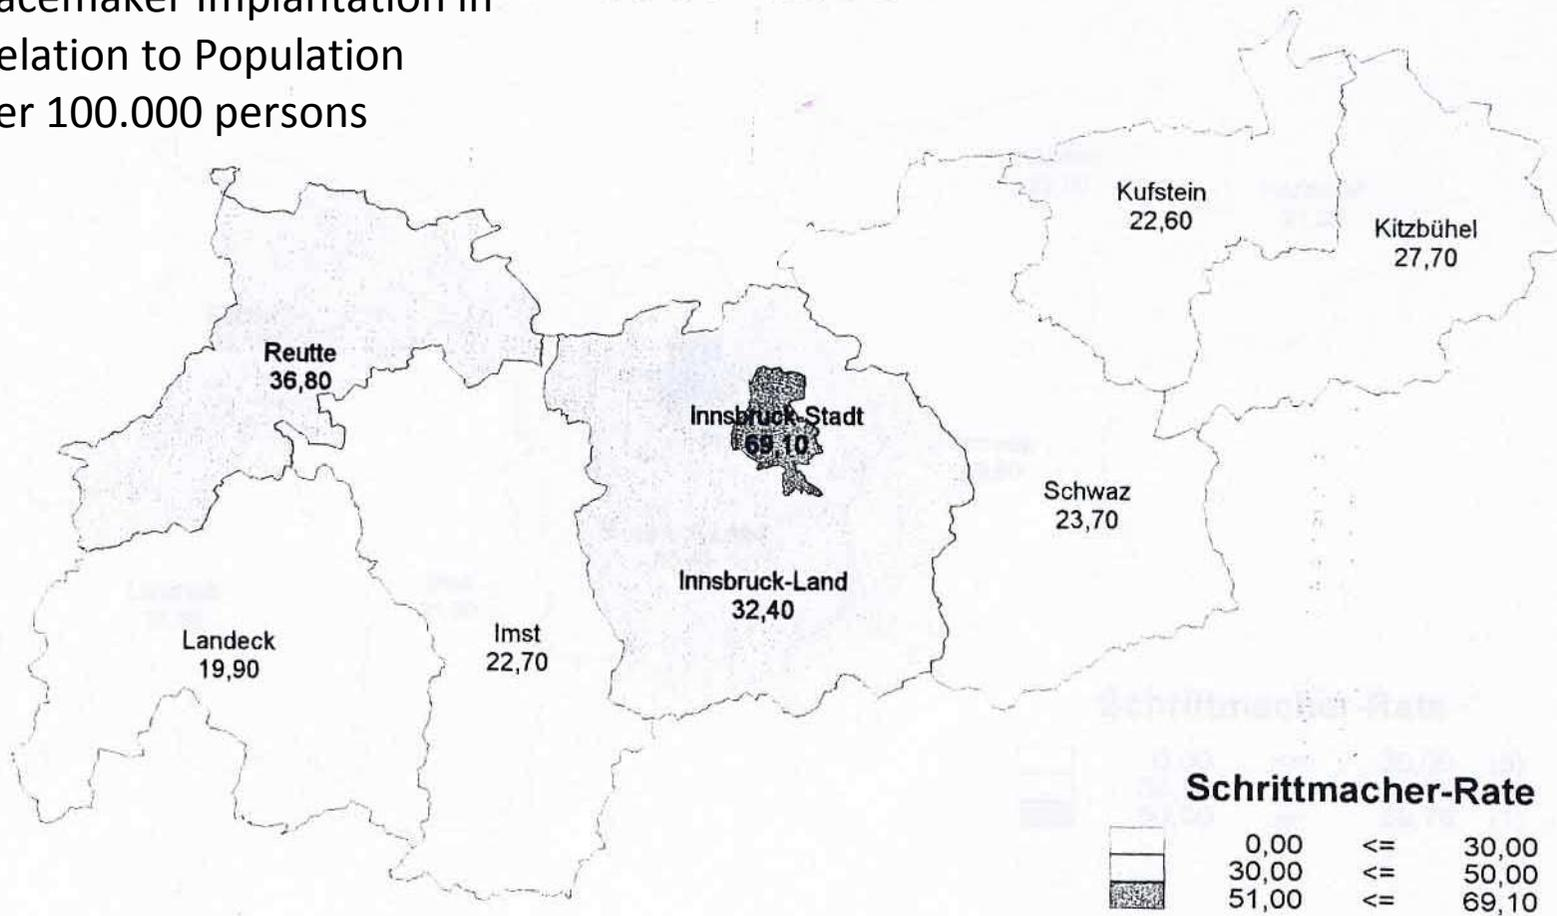 acemaker Implantation in
elation to Population
er 100.000 persons
Kufstein
22,60
Kitzbühel
27,70
Reutte
36,80
Innsbruck-Stadt
69,10
Schwaz
23,70
Innsbruck-Land
32,40
Imst
22,70
Landeck
19,90
Schrittmacher-Rate
0,00 <= 30,00
30,00 <= 50,00
51,00 <= 69,10